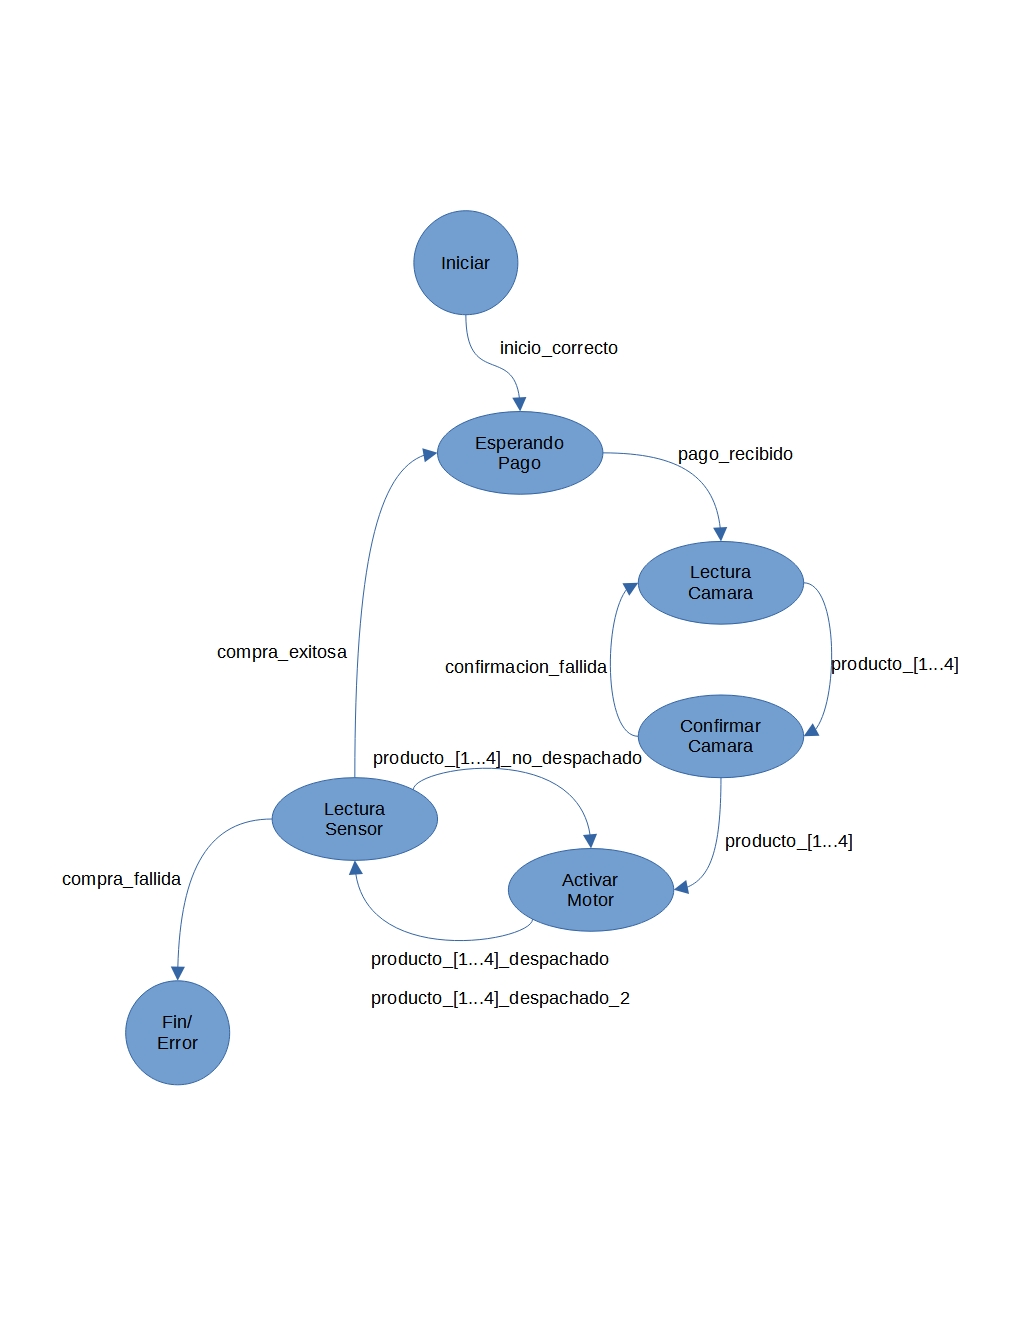 Iniciar
inicio_correcto
Esperando
Pago
pago_recibido
Lectura
Camara
compra_exitosa
confirmacion_fallida
producto_[1...4]
Confirmar
Camara
producto_[1...4]_no_despachado
Lectura
Sensor
producto_[1...4]
compra_fallida
Activar
Motor
producto_[1...4]_despachado
producto_[1...4]_despachado_2
Fin/
Error